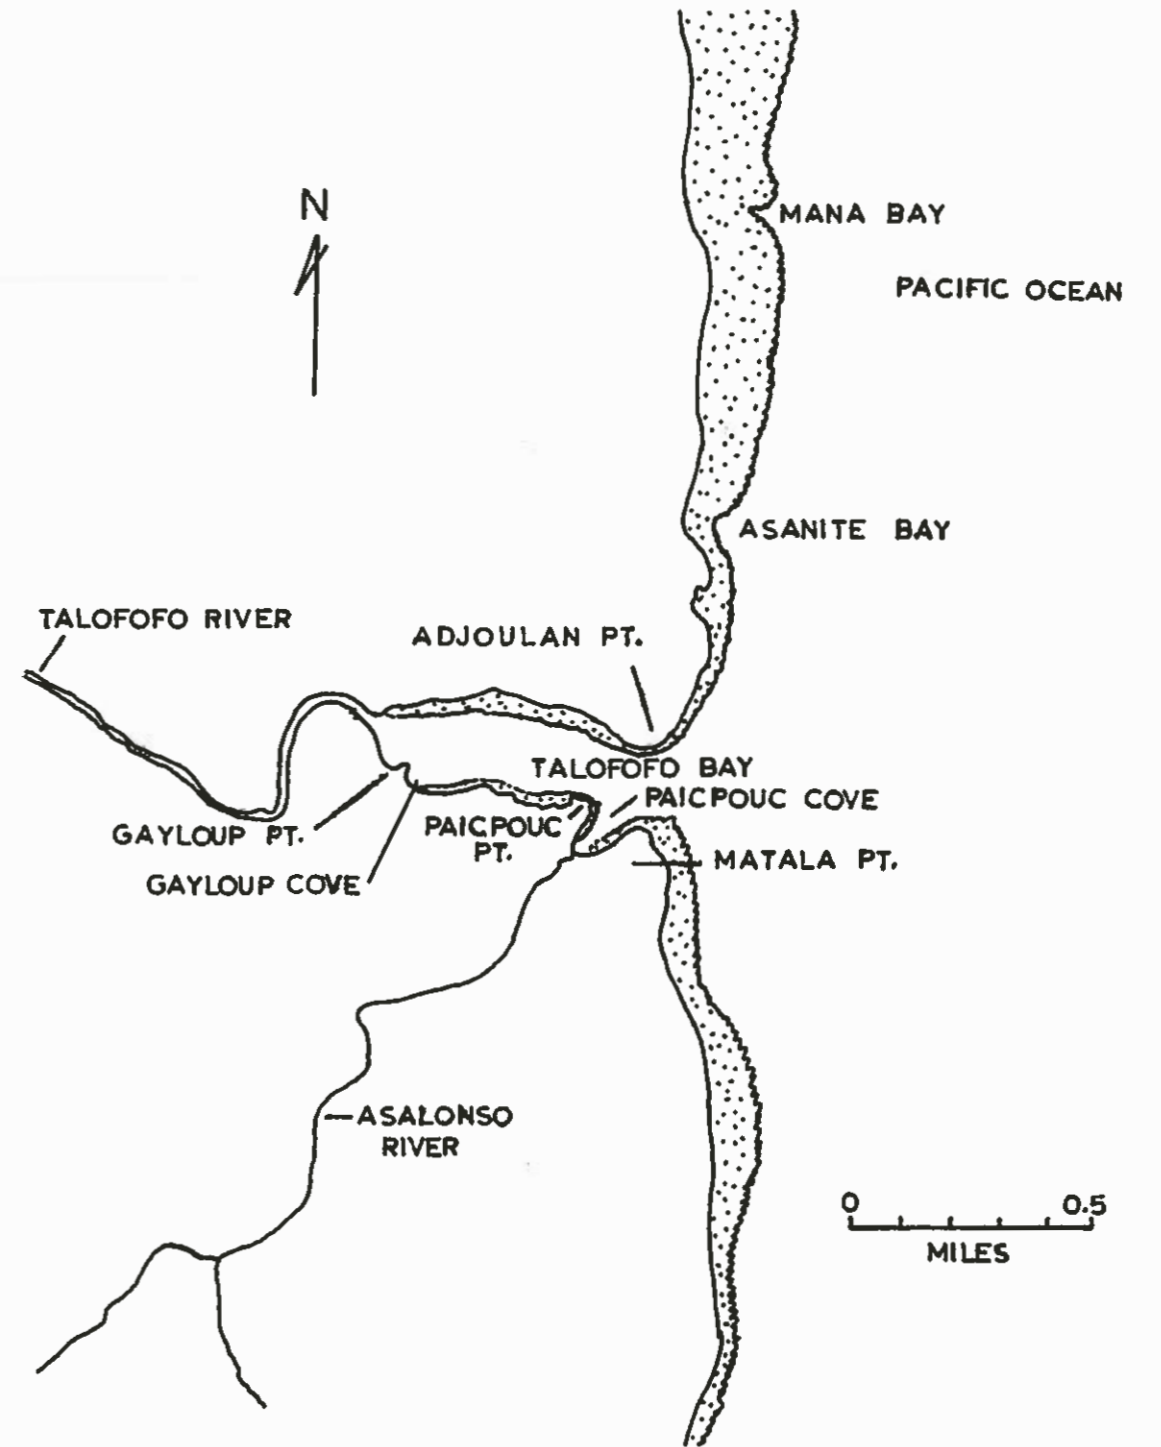 N
MANA BAY
PACIFIC OCEAN
ASANITE BAY
TALOFOFO RIVER
ADJOULAN PT.
TALOFOFO BAY
PAICPOUC COVE
GAYLOUP PT.
PAICPOUC
PT.
MATALA PT.
GAYLOUP COVE
ASALONSO
RIVER
0 0.5
MILES